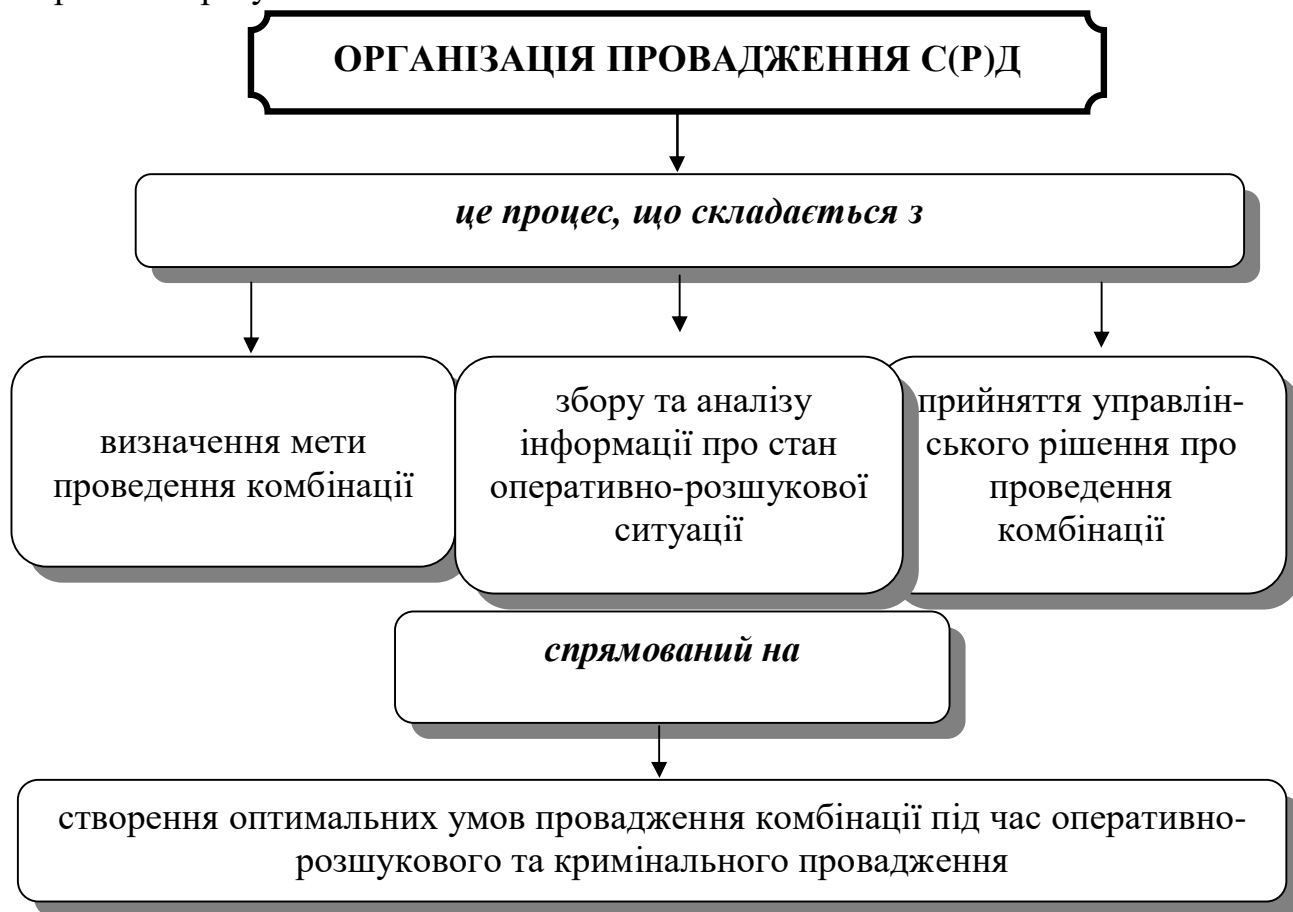 ОРГАНІЗАЦІЯ ПРОВАДЖЕННЯ С(Р)Д
це процес, що складається з
визначення мети
проведення комбінації
збору та аналізу
інформації про стан
оперативно-розшукової
ситуації
прийняття управлін-
ського рішення про
проведення
комбінації
спрямований на
створення оптимальних умов провадження комбінації під час оперативно-
розшукового та кримінального провадження